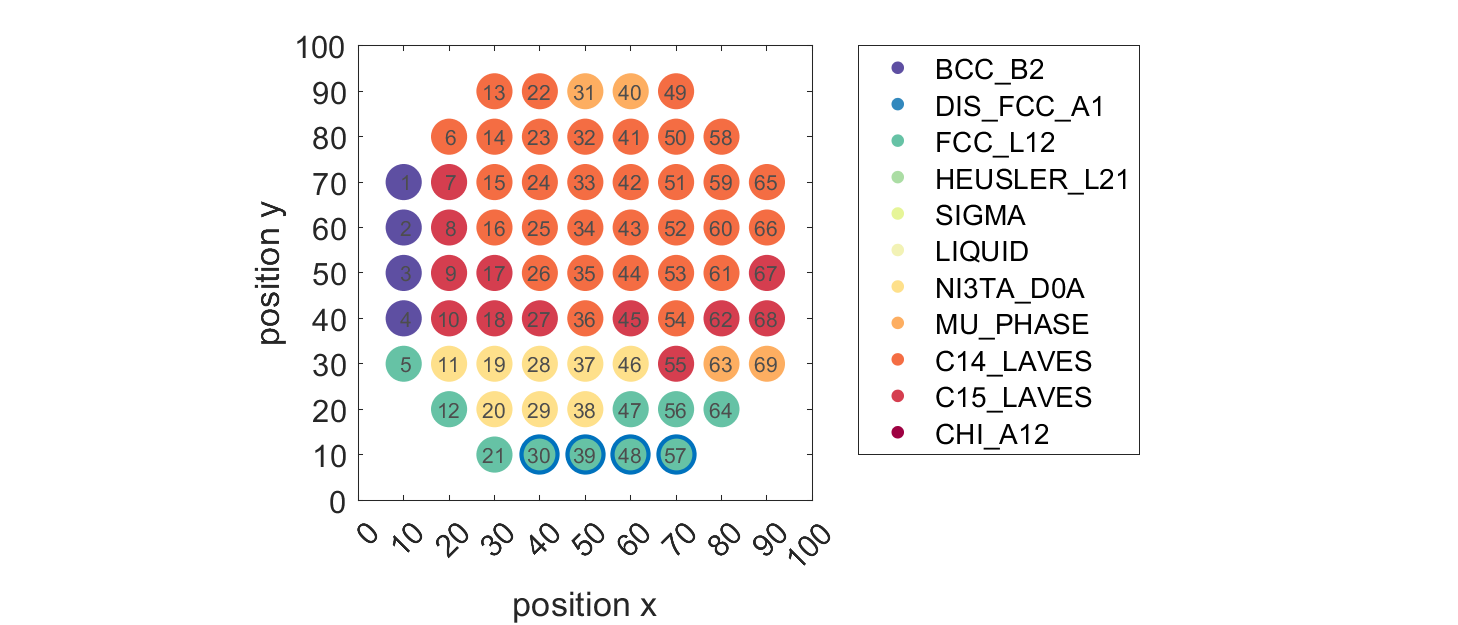 100
90
80
70
60
50
40
30
20
10
0
position y
13 22 31 40 49
6 14 23 32 41 50 58
1 7 15 24 33 42 51 59 65
2 8 16 25 34 43 52 60 66
3 9 17 26 35 44 53 61 67
4 10 18 27 36 45 54 62 68
5 11 19 28 37 46 55 63 69
12 20 29 38 47 56 64
21 30 39 48 57
0 10 20 30 40 50 60 70 80 90 100
position x
BCC_B2
DIS_FCC_A1
FCC_L12
HEUSLER_L21
SIGMA
LIQUID
NI3TA_D0A
MU_PHASE
C14_LAVES
C15_LAVES
CHI_A12